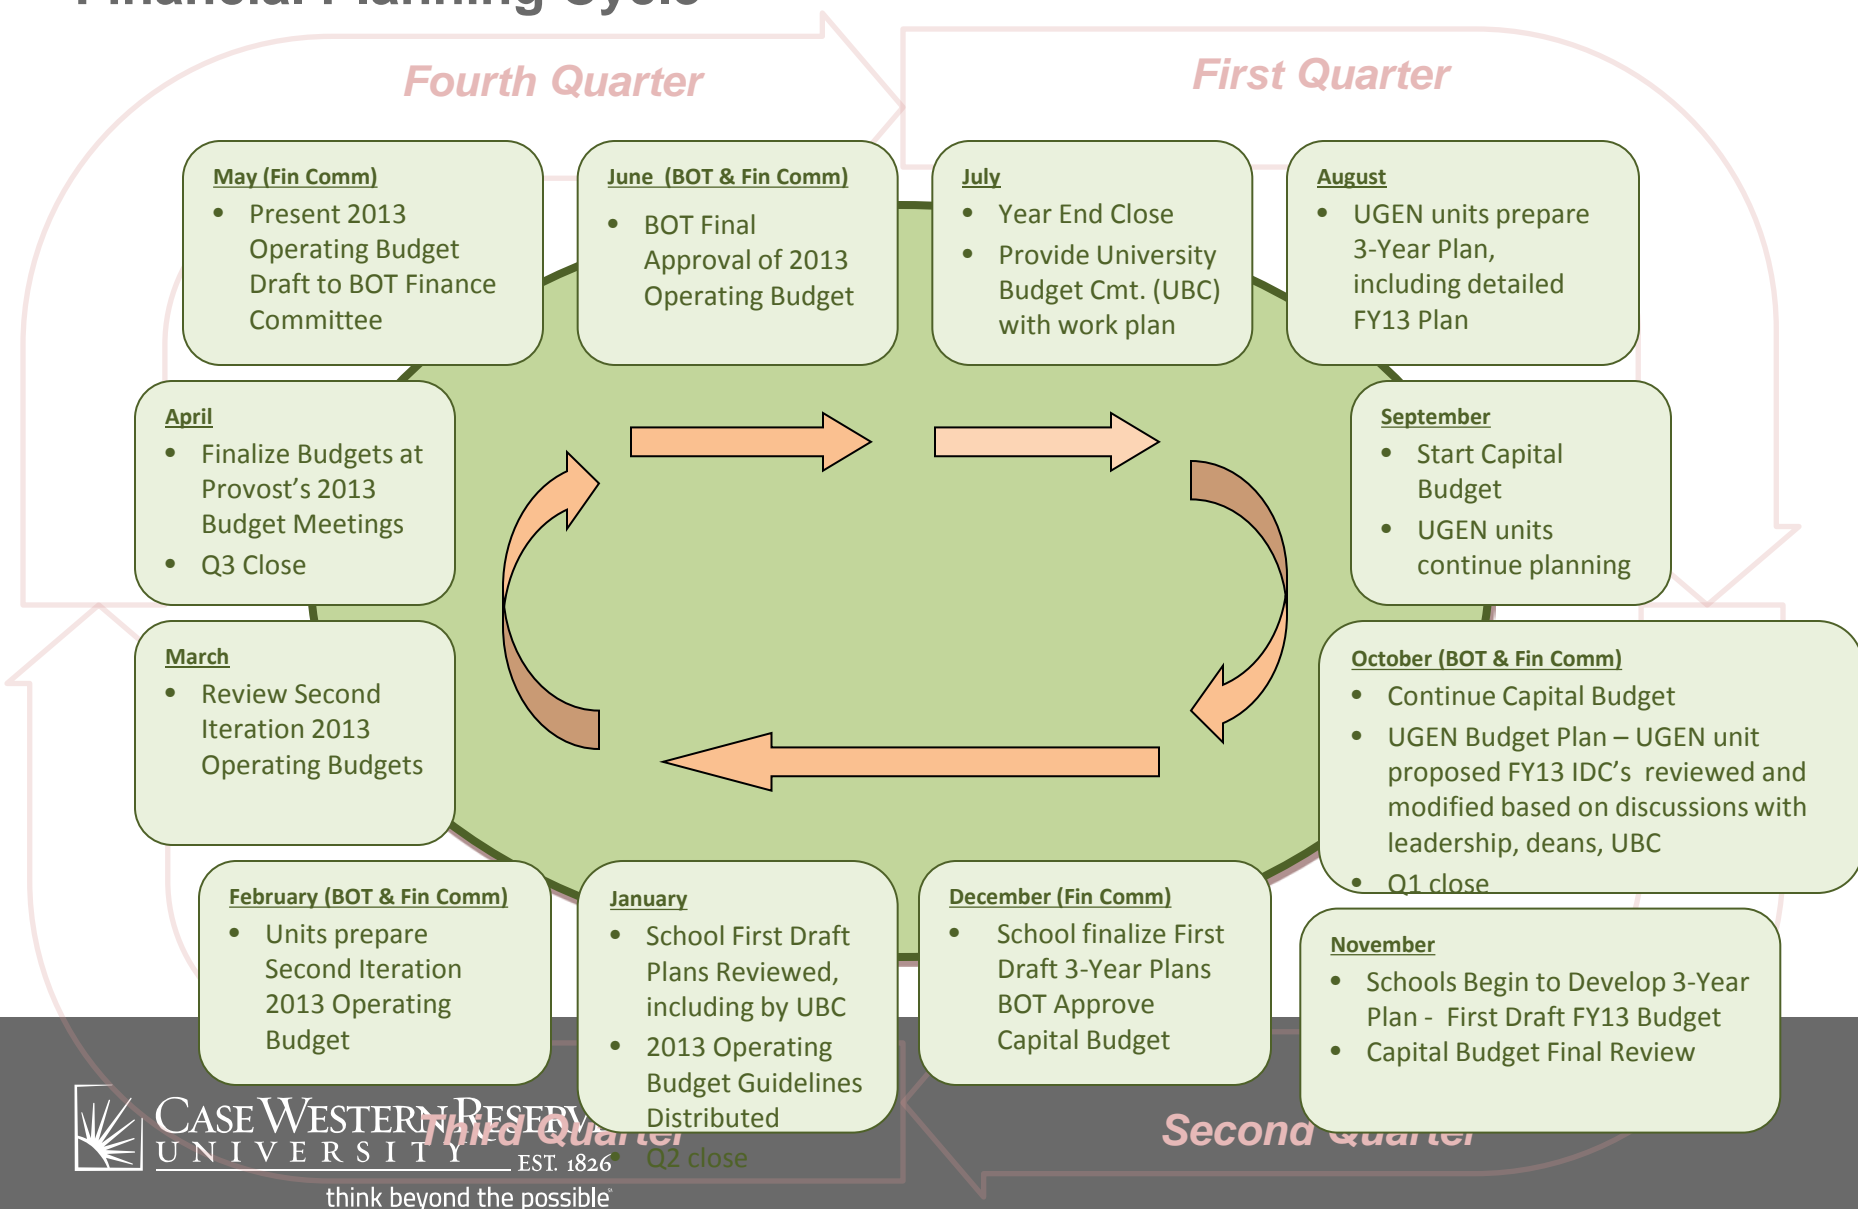 Financial Planning Cycle
Fourth Quarter
First Quarter
May (Fin Comm)
• Present 2013
Operating Budget
Draft to BOT Finance
Committee
June (BOT & Fin Comm)
• BOT Final
Approval of 2013
Operating Budget
July
• Year End Close
• Provide University
Budget Cmt. (UBC)
with work plan
August
• UGEN units prepare
3-Year Plan,
including detailed
FY13 Plan
April
• Finalize Budgets at
Provost’s 2013
Budget Meetings
• Q3 Close
September
• Start Capital
Budget
• UGEN units
continue planning
March
• Review Second
Iteration 2013
Operating Budgets
October (BOT & Fin Comm)
• Continue Capital Budget
• UGEN Budget Plan – UGEN unit
proposed FY13 IDC’s reviewed and
modified based on discussions with
leadership, deans, UBC
• Q1 close
February (BOT & Fin Comm)
• Units prepare
Second Iteration
2013 Operating
Budget
January
• School First Draft
Plans Reviewed,
including by UBC
• 2013 Operating
Budget Guidelines
Distributed
• Q2 close
December (Fin Comm)
• School finalize First
Draft 3-Year Plans
BOT Approve
Capital Budget
November
• Schools Begin to Develop 3-Year
Plan - First Draft FY13 Budget
• Capital Budget Final Review
Third Quarter
Second Quarter
CASE WESTERN RESERVE
UNIVERSITY
EST. 1826
think beyond the possible